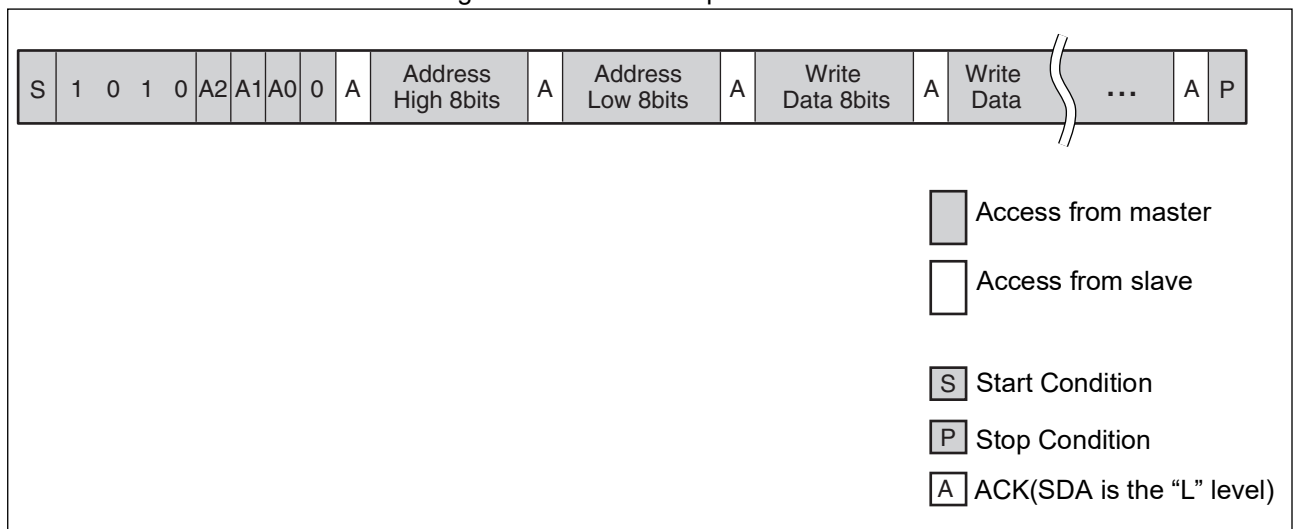 S 1 0 1 0 A2 A1 A0 0 A Address High 8bits A Address Low 8bits A Write Data 8bits A Write Data ... A P
Access from master
Access from slave
S Start Condition
P Stop Condition
A ACK(SDA is the “L” level)